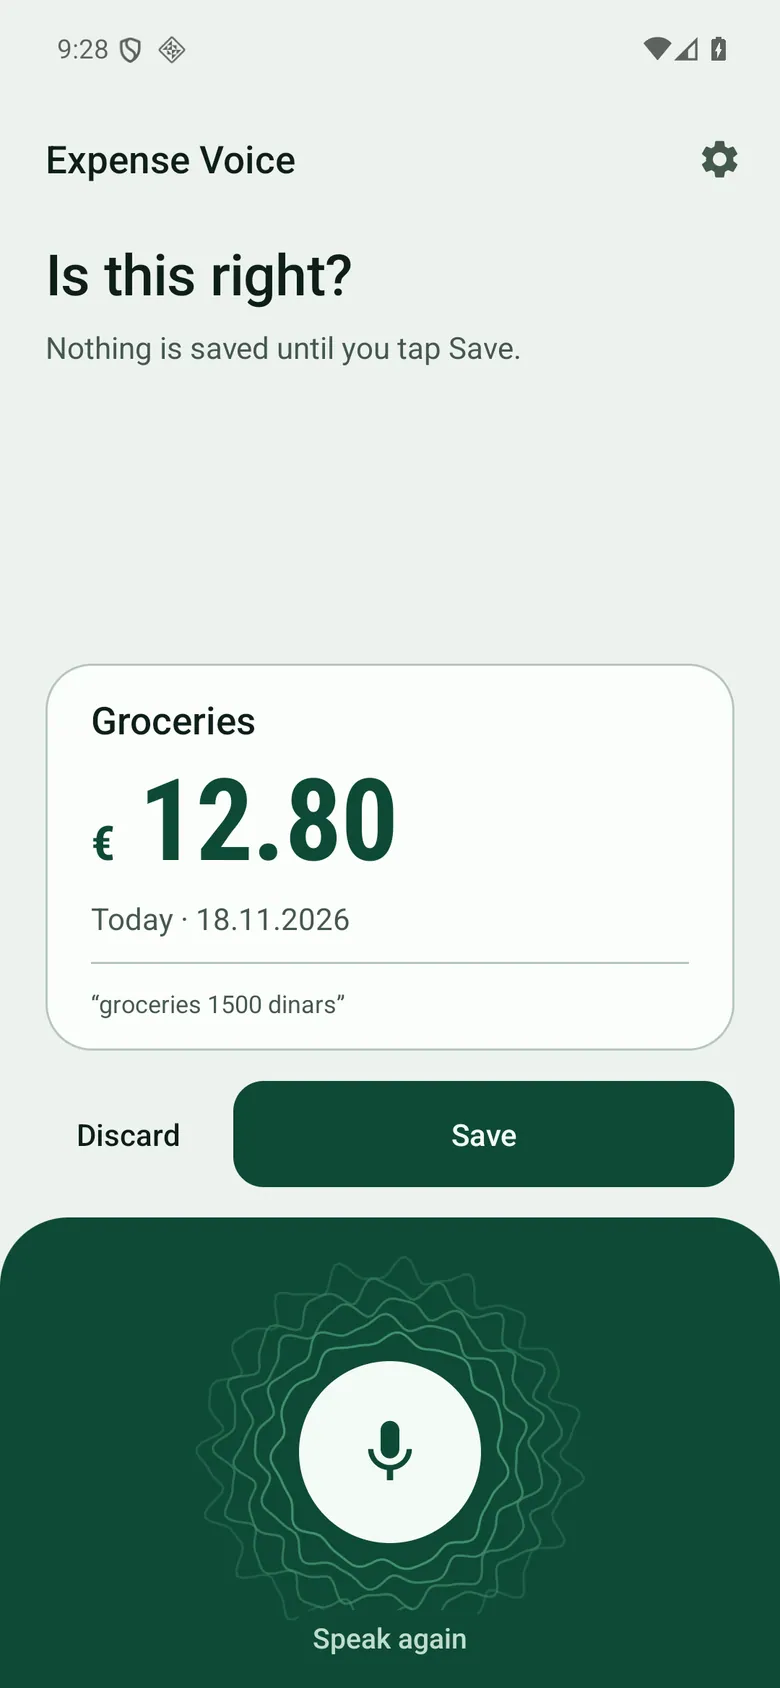 9:28
Expense Voice
Is this right?
Nothing is saved until you tap Save.
Groceries
€ 12.80
Today · 18.11.2026
“groceries 1500 dinars”
Discard
Save
Speak again